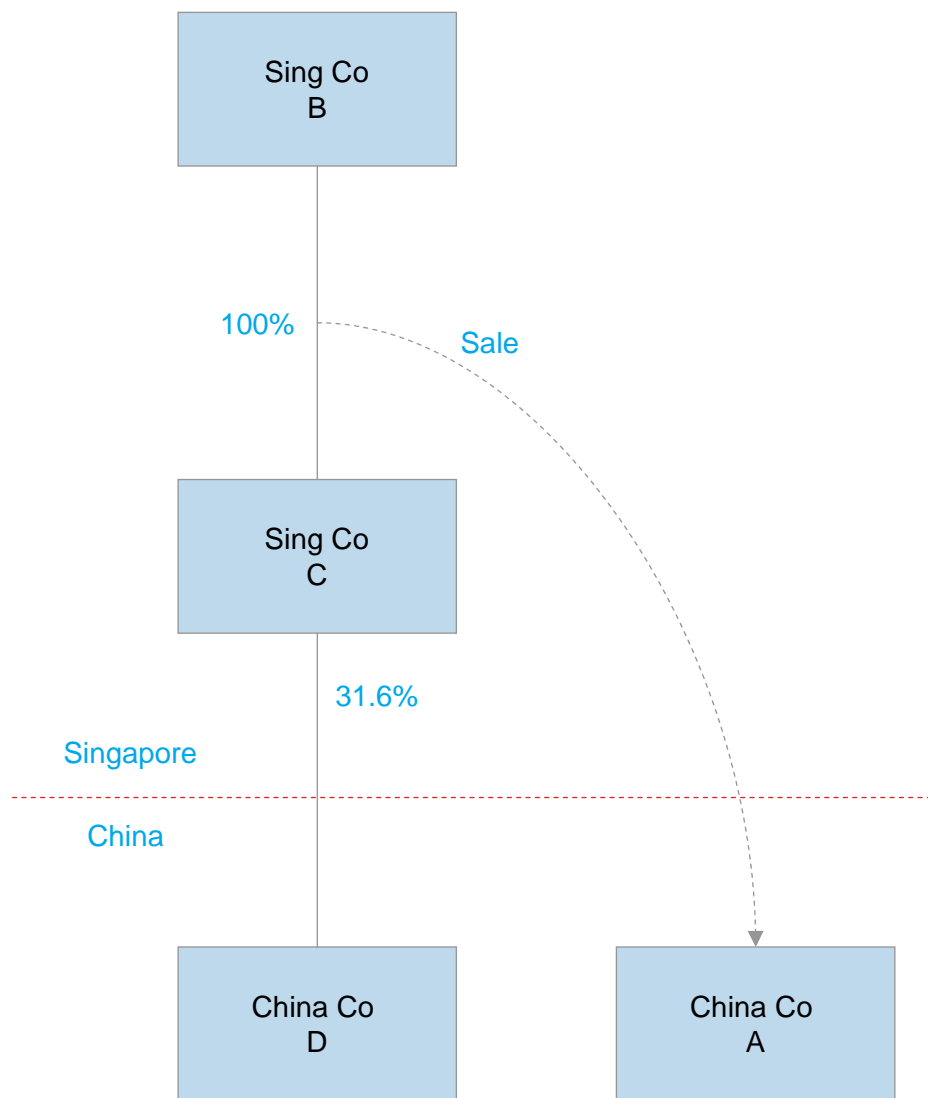 Sing Co
B
100%
Sale
Sing Co
C
31.6%
Singapore
China
China Co
D
China Co
A